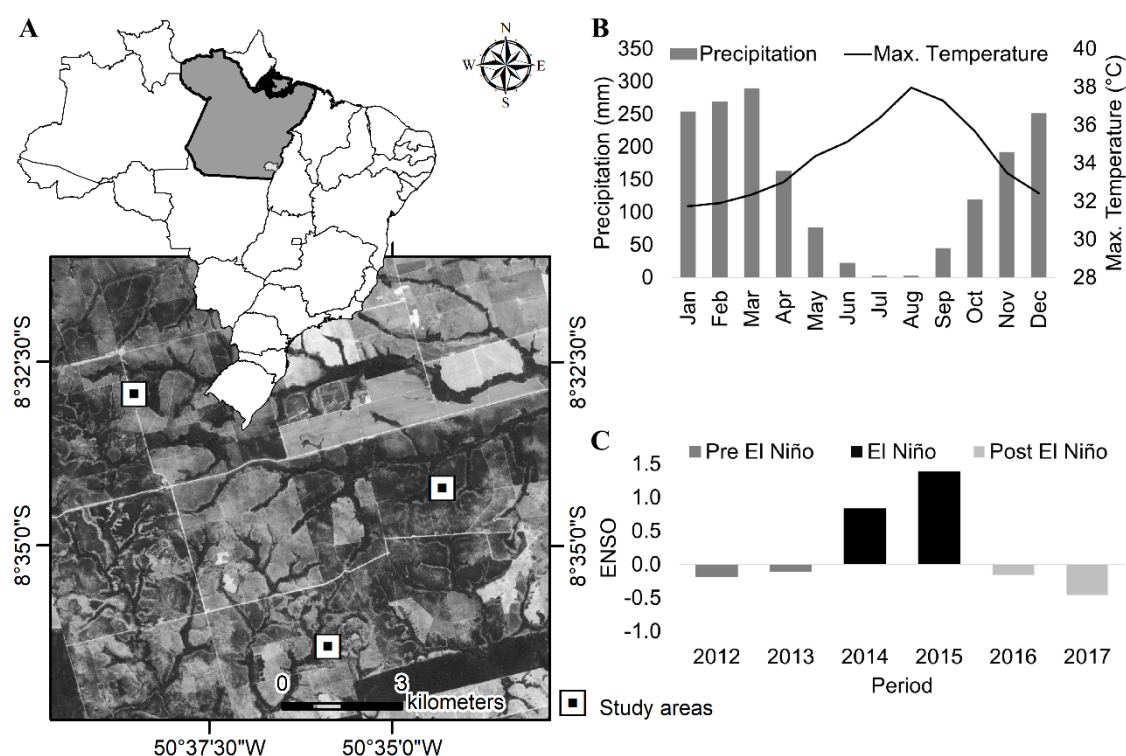 A
N
W E
S
8°32'30"S
8°35'0"S
8°32'30"S
8°35'0"S
0 3
kilometers
50°37'30"W 50°35'0"W
Study areas
B
Precipitation Max. Temperature
Precipitation (mm)
350
300
250
200
150
100
50
0
Max. Temperature (°C)
40
38
36
34
32
30
28
Jan Feb Mar Apr May Jun Jul Aug Sep Oct Nov Dec
C
Pre El Niño El Niño Post El Niño
ENSO
1.5
1.0
0.5
0.0
-0.5
-1.0
2012 2013 2014 2015 2016 2017
Period